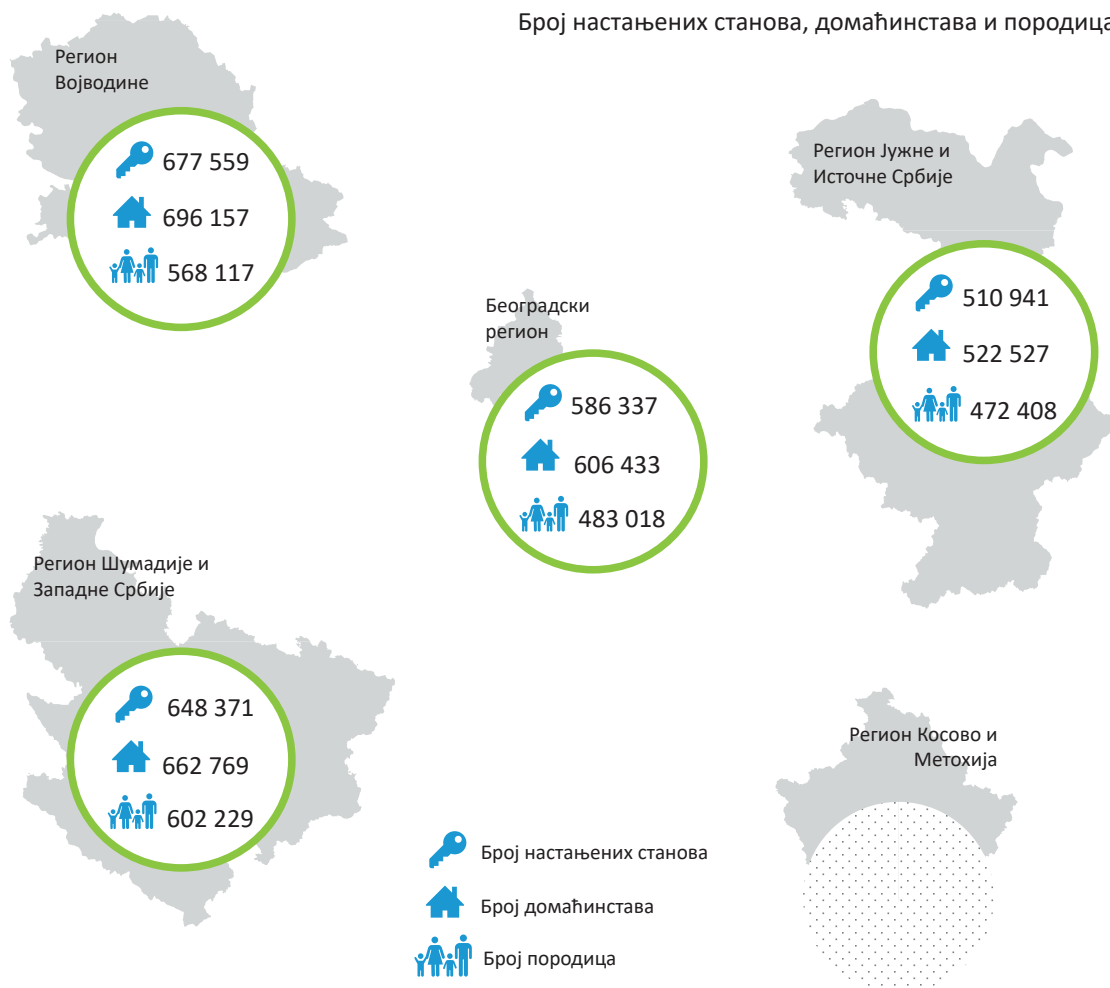 Број настањених станова, домаћинстава и породица
Регион
Војводине
677 559
696 157
568 117
Регион Јужне и
Источне Србије
510 941
522 527
472 408
Београдски
регион
586 337
606 433
483 018
Регион Шумадије и
Западне Србије
648 371
662 769
602 229
Регион Косово и
Метохија
Број настањених станова
Број домаћинстава
Број породица